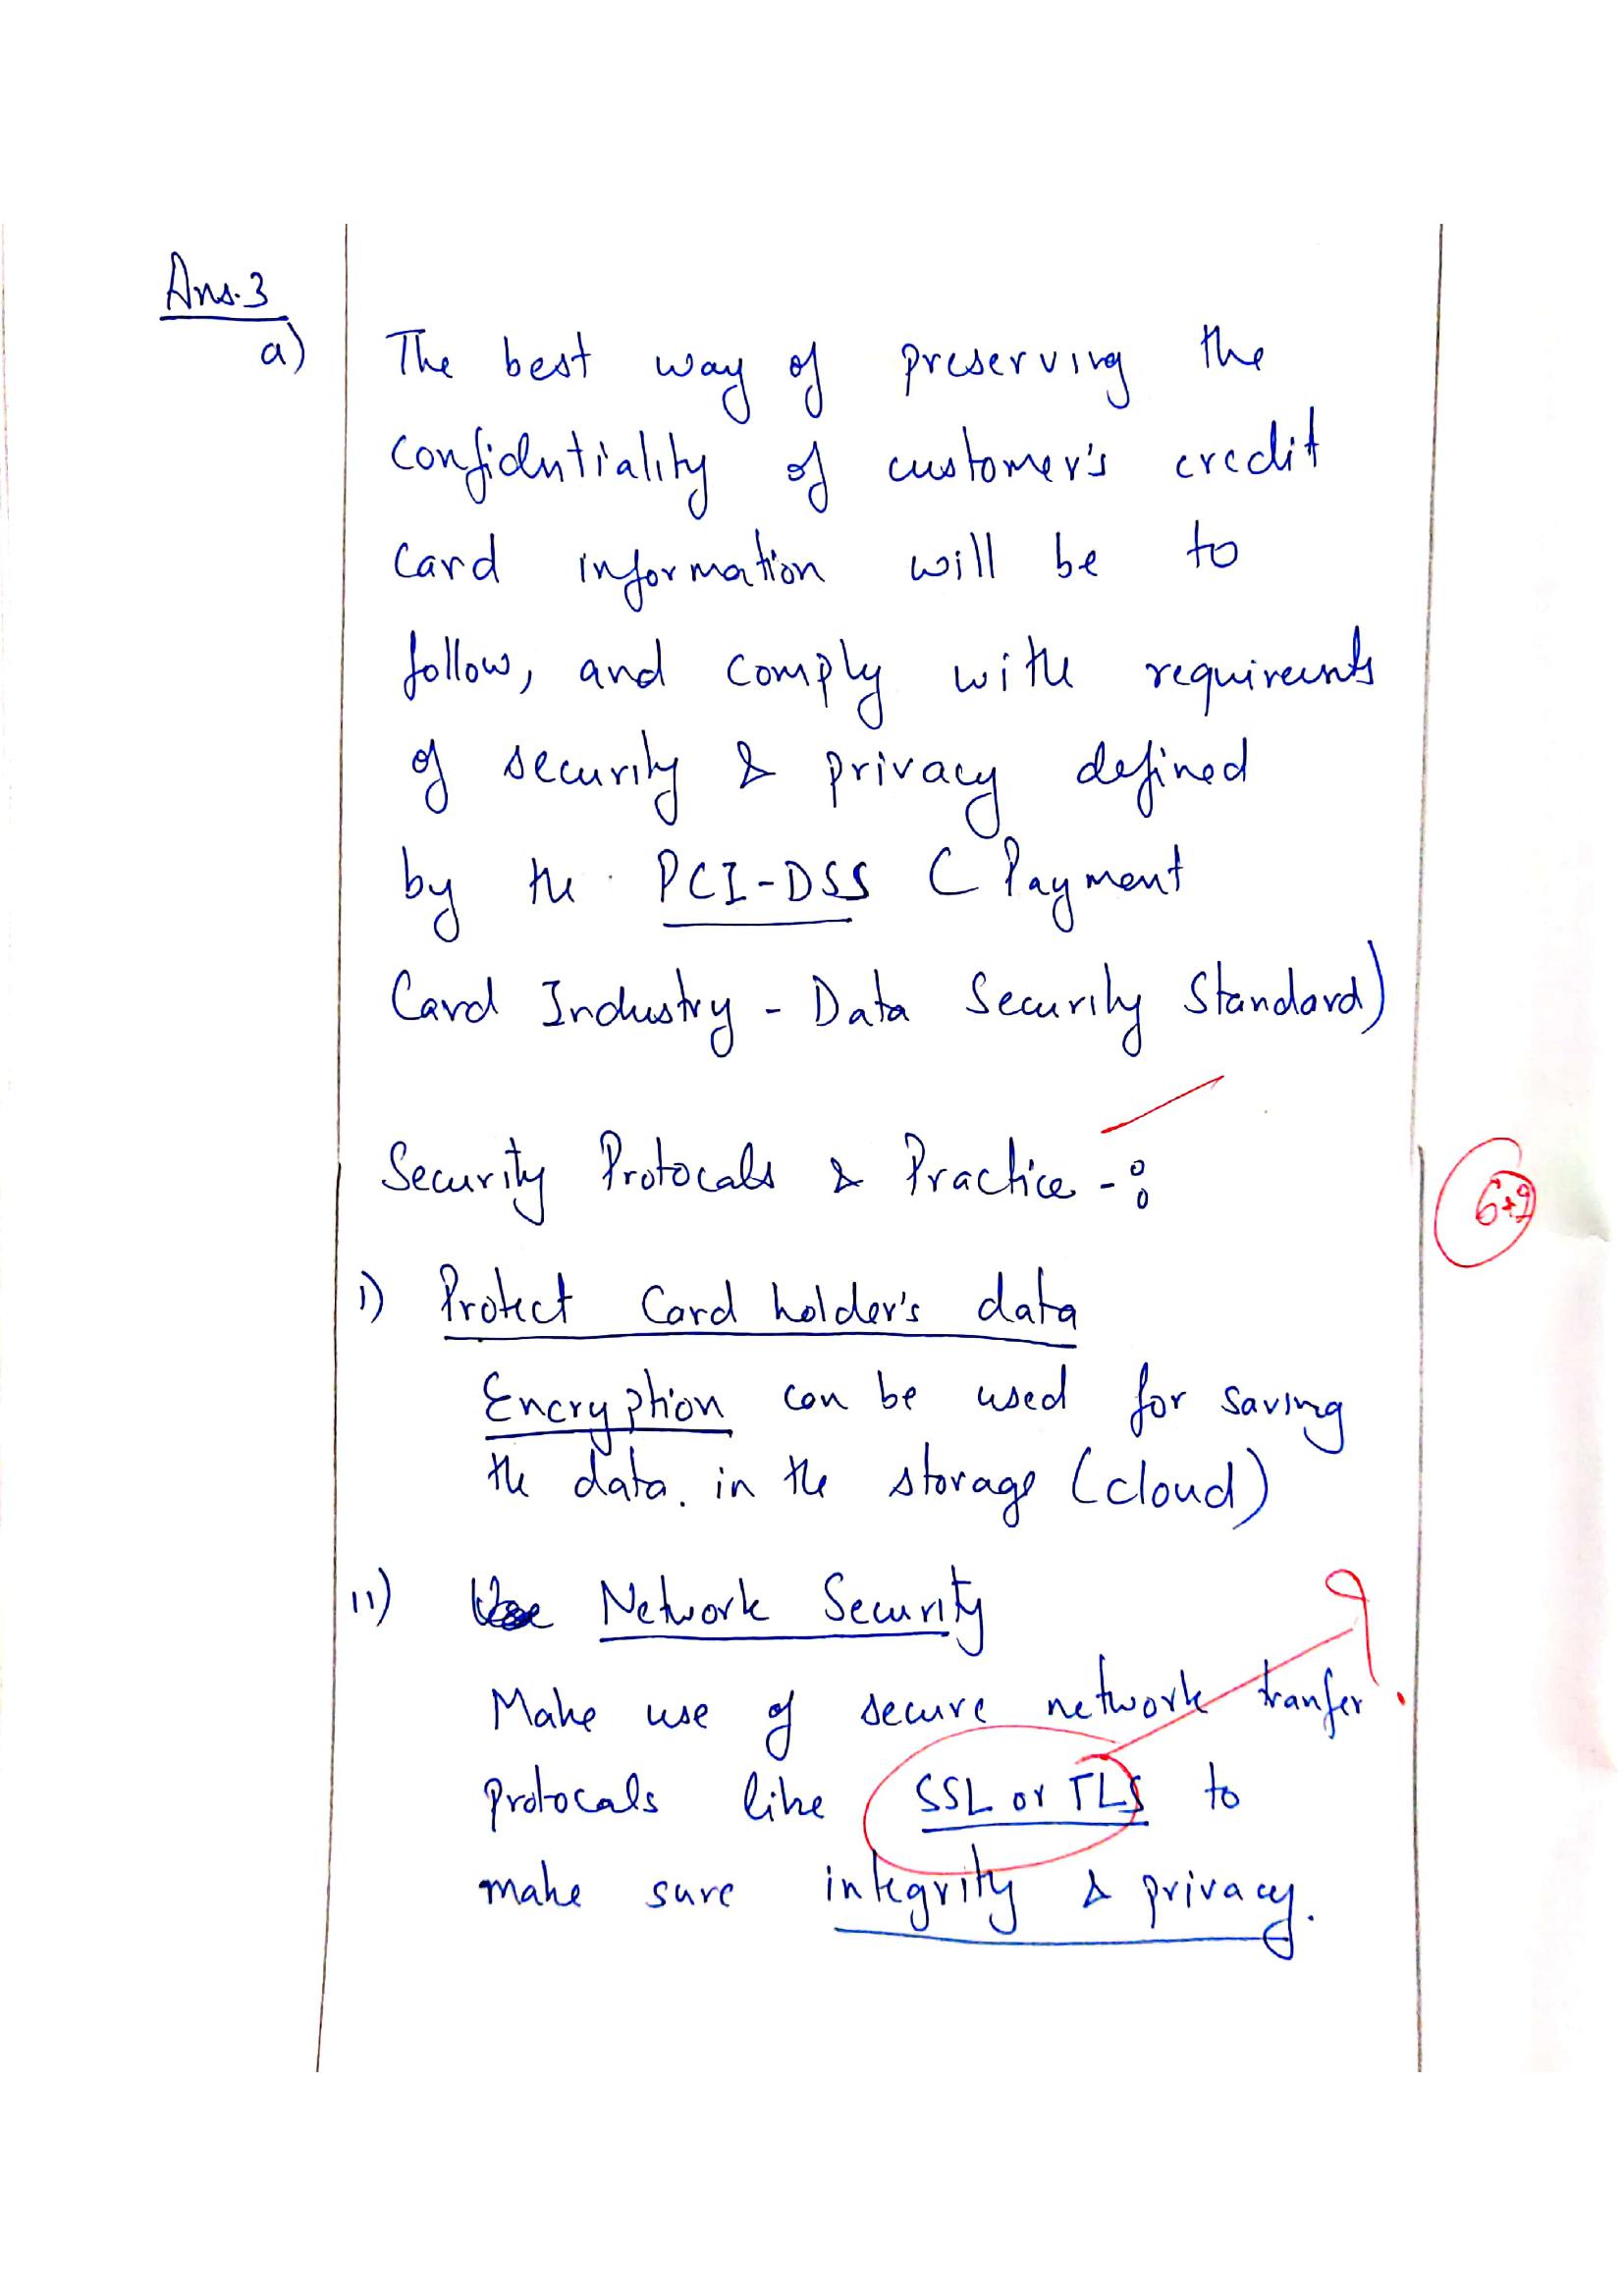 Ans.3
a) The best way of preserving the
confidentiality of customer's credit
card information will be to
follow, and comply with requirements
of security & privacy defined
by the PCI-DSS (Payment
Card Industry - Data Security Standard)
Security Protocals & Practice -:
i) Protect Card holder's data
Encryption can be used for saving
the data. in the storage (cloud)
ii) Network Security
Make use of secure network tranfer
protocals like SSL or TLS to
make sure integrity & privacy.